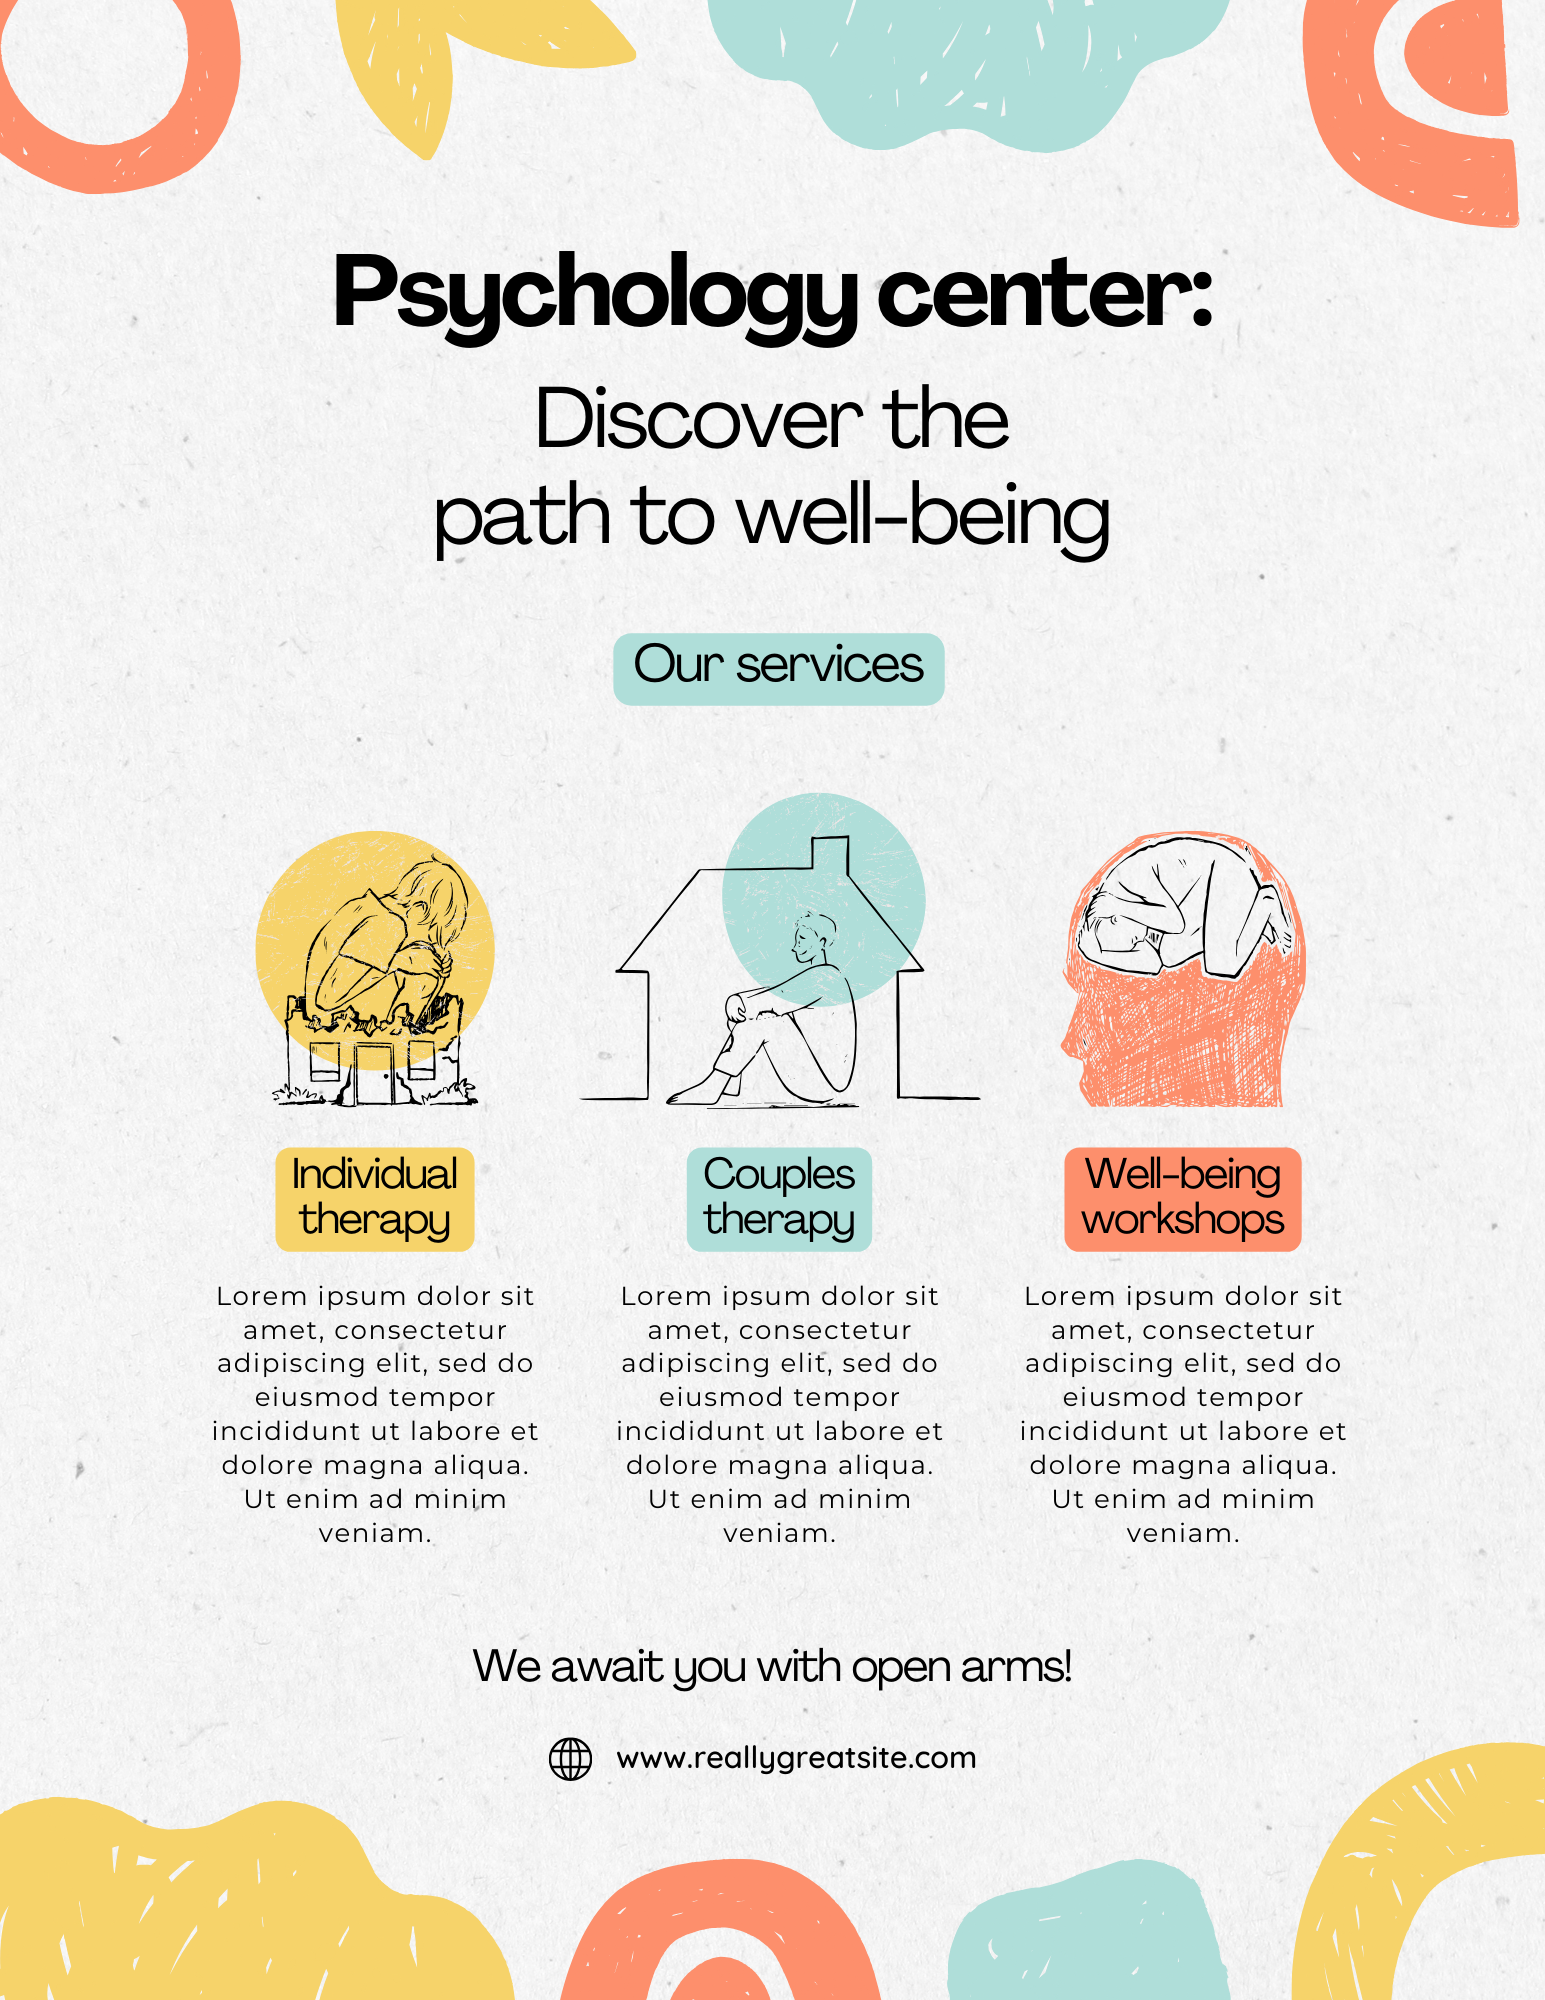 Psychology center:
Discover the
path to well-being
Our services
Individual
therapy
Lorem ipsum dolor sit
amet, consectetur
adipiscing elit, sed do
eiusmod tempor
incididunt ut labore et
dolore magna aliqua.
Ut enim ad minim
veniam.
Couples
therapy
Lorem ipsum dolor sit
amet, consectetur
adipiscing elit, sed do
eiusmod tempor
incididunt ut labore et
dolore magna aliqua.
Ut enim ad minim
veniam.
Well-being
workshops
Lorem ipsum dolor sit
amet, consectetur
adipiscing elit, sed do
eiusmod tempor
incididunt ut labore et
dolore magna aliqua.
Ut enim ad minim
veniam.
We await you with open arms!
www.reallygreatsite.com